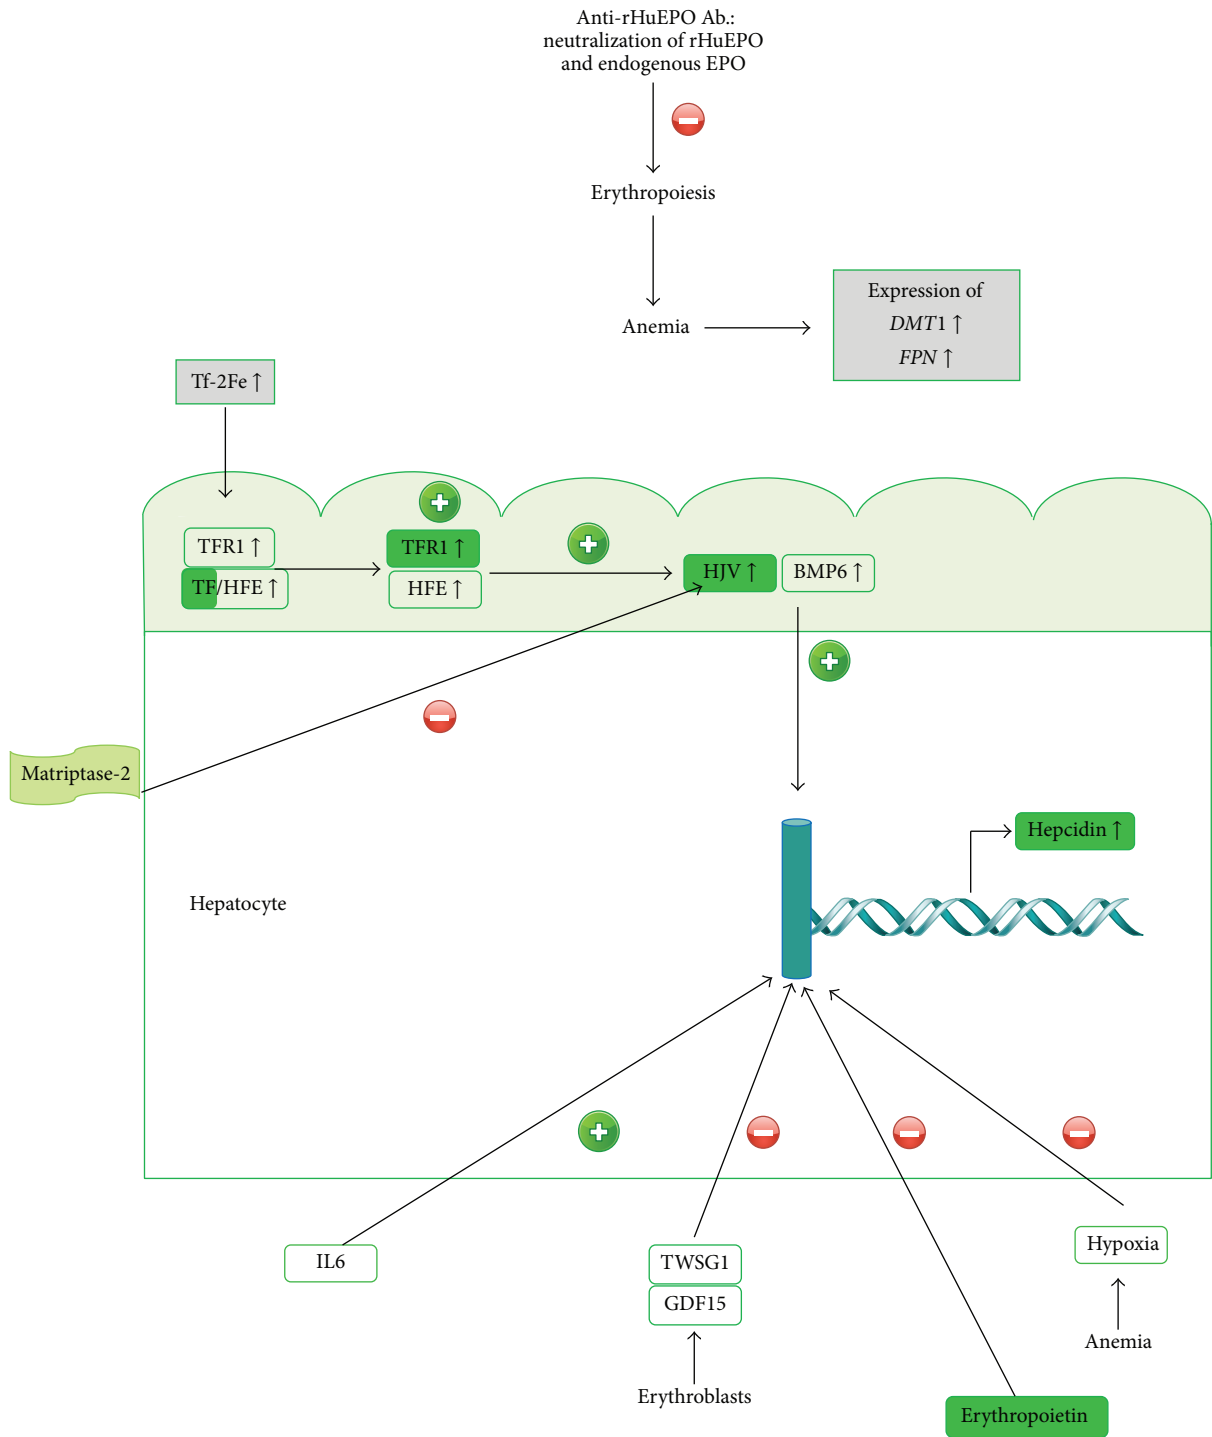 Anti-rHuEPO Ab.:
neutralization of rHuEPO
and endogenous EPO
Erythropoiesis
Anemia
Expression of
DMT1 ↑
FPN ↑
Tf-2Fe ↑
TFR1 ↑
TF/HFE ↑
TFR1 ↑
HFE ↑
HJV ↑
BMP6 ↑
Matriptase-2
Hepcidin ↑
Hepatocyte
IL6
TWSG1
GDF15
Erythroblasts
Hypoxia
Anemia
Erythropoietin